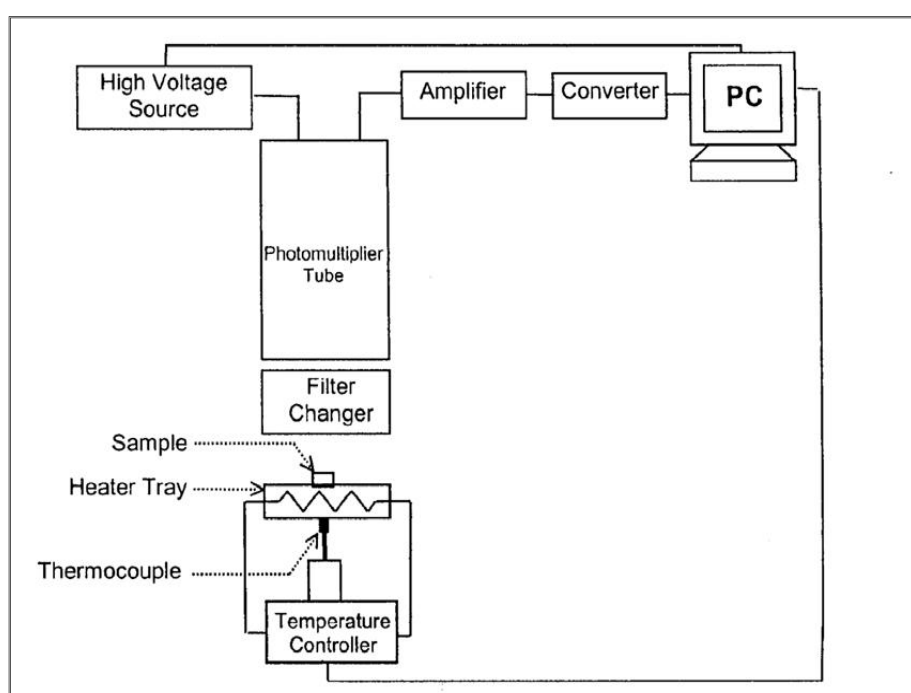 High Voltage
Source
Amplifier
Converter
PC
Photomultiplier
Tube
Filter
Changer
Sample
Heater Tray
Thermocouple
Temperature
Controller